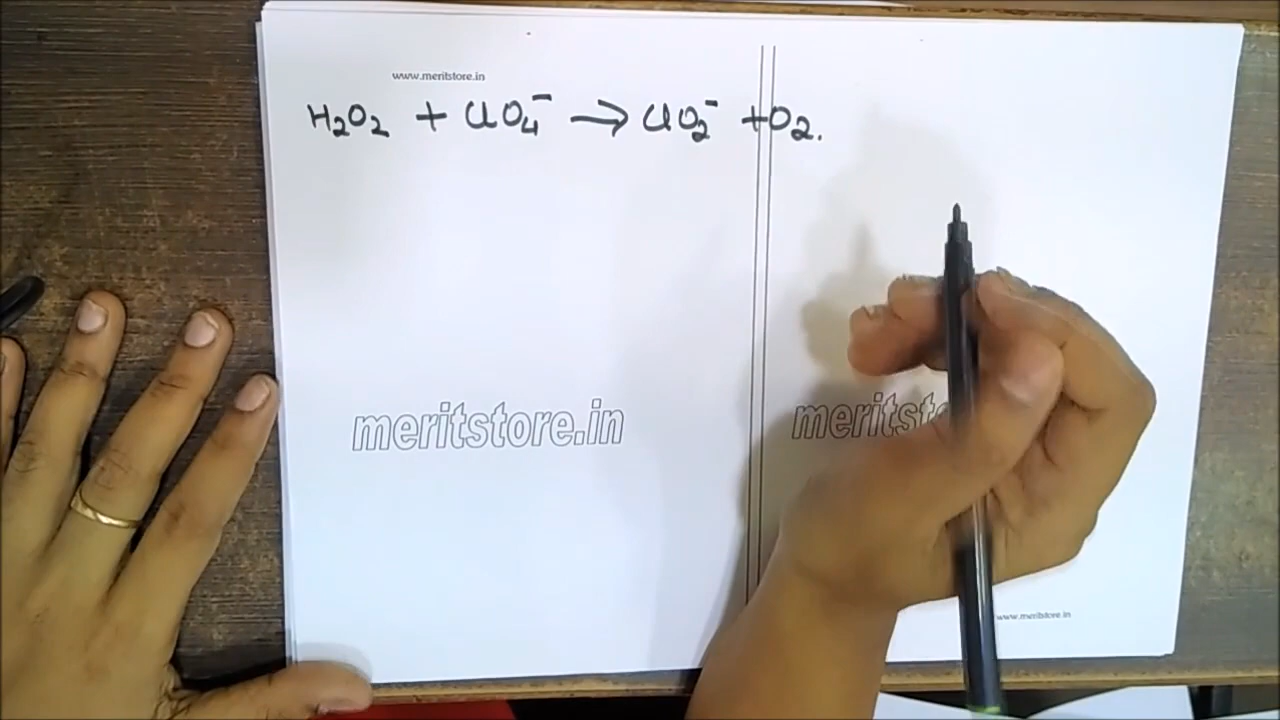 www.meritstore.in
H₂O₂ + ClO₄⁻ → ClO₂⁻ + O₂.
meritstore.in
www.meritstore.in